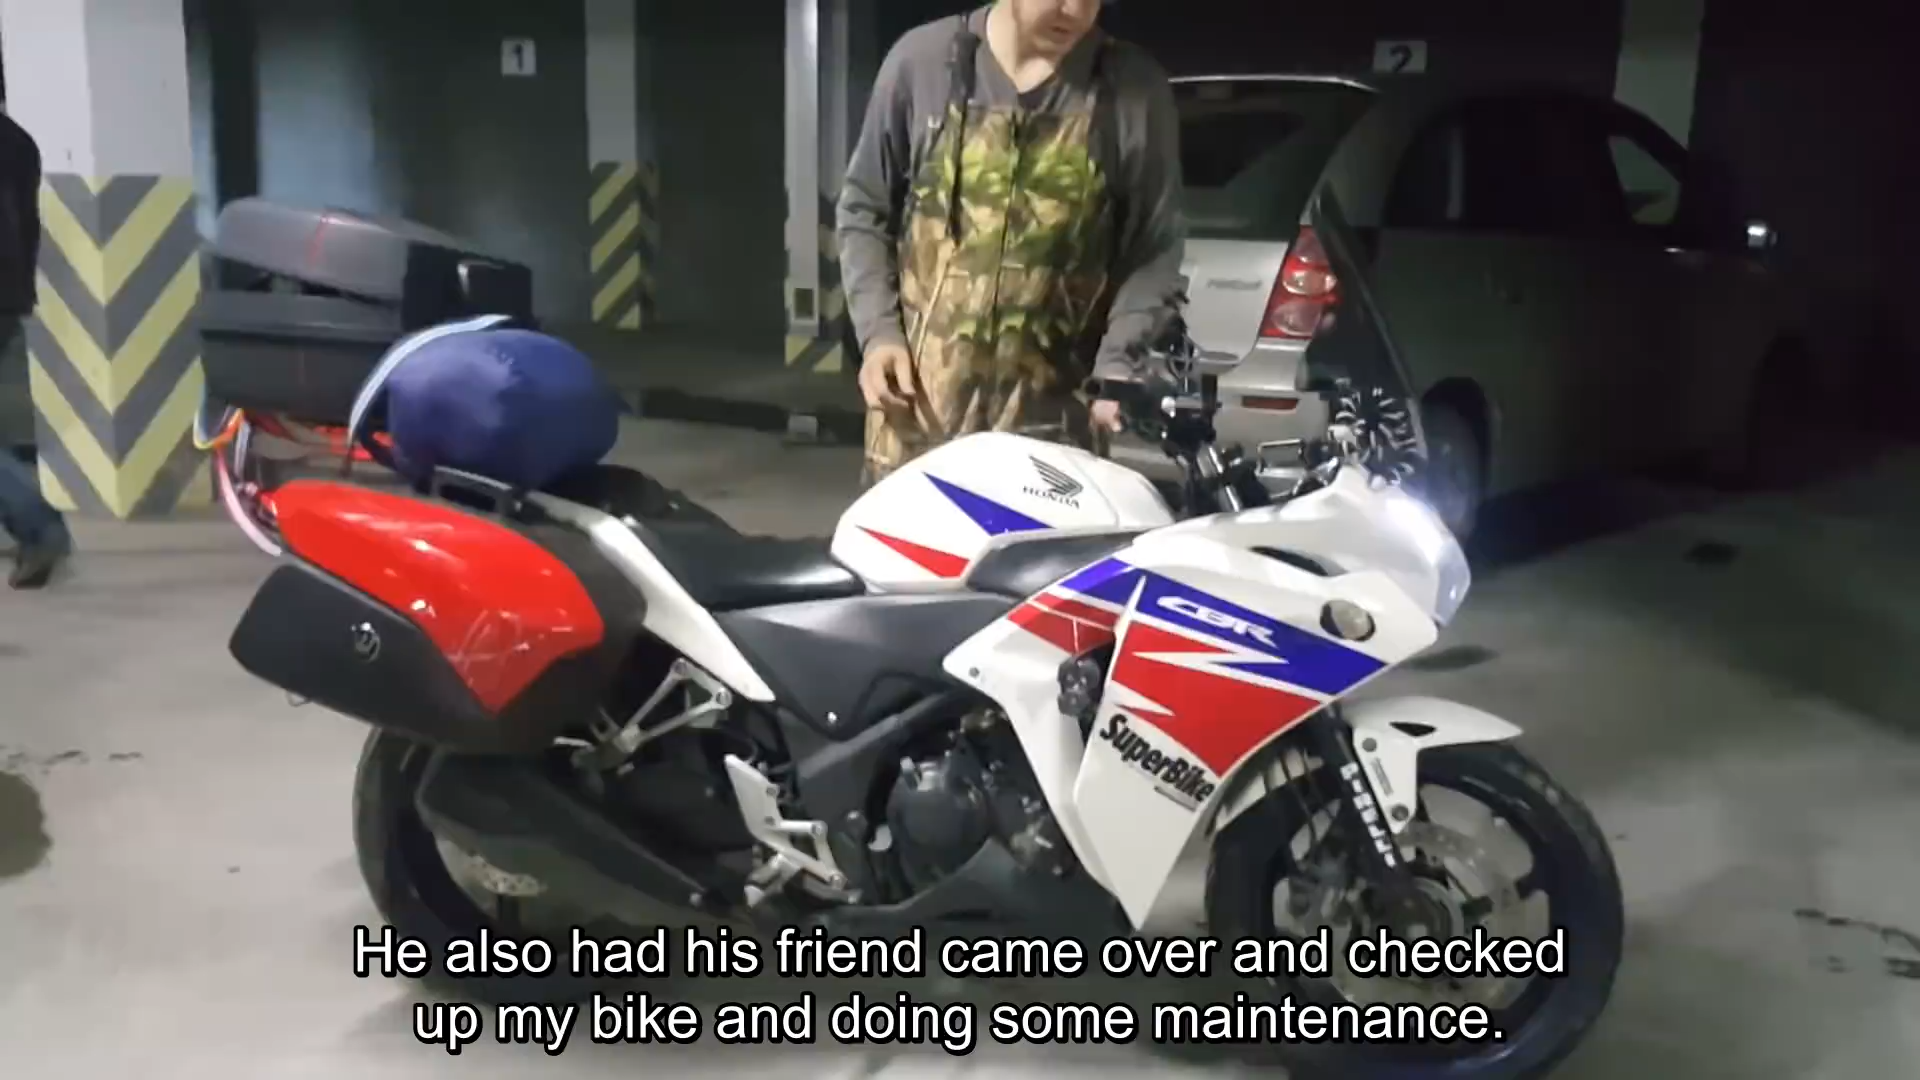 1
2
HONDA
CBR
SuperBike
He also had his friend came over and checked
up my bike and doing some maintenance.